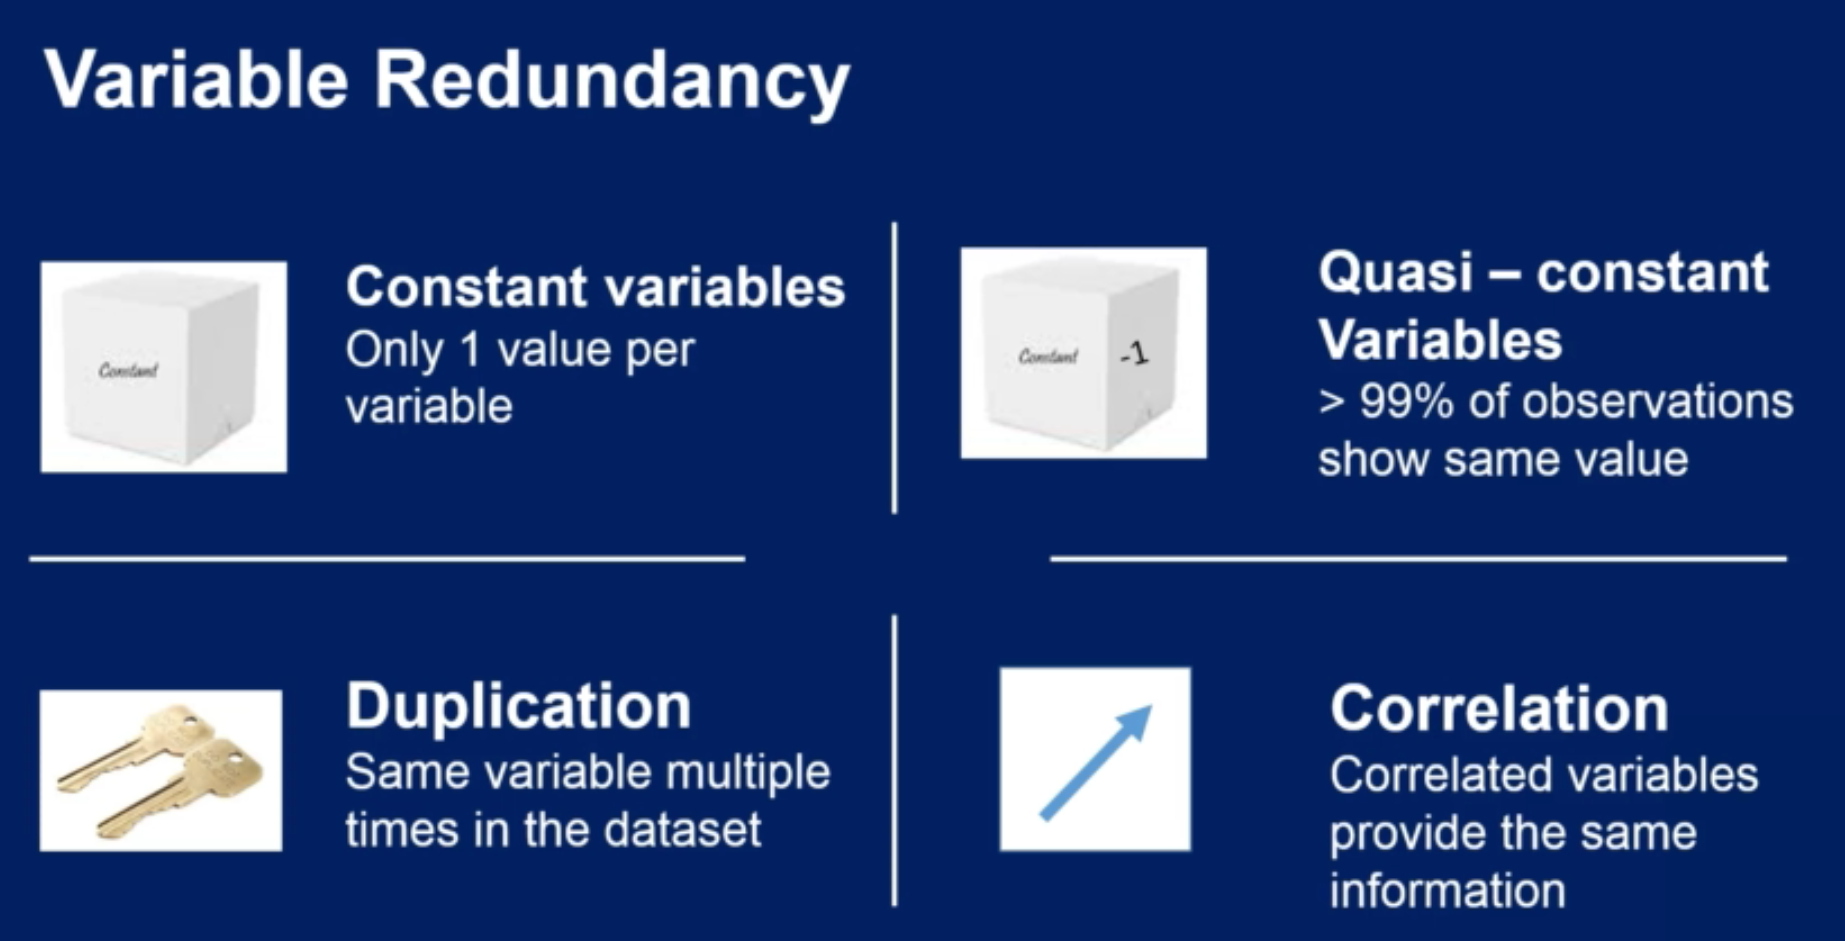 Variable Redundancy
Constant
Constant variables
Only 1 value per
variable
Constant
-1
Quasi – constant
Variables
> 99% of observations
show same value
Duplication
Same variable multiple
times in the dataset
Correlation
Correlated variables
provide the same
information